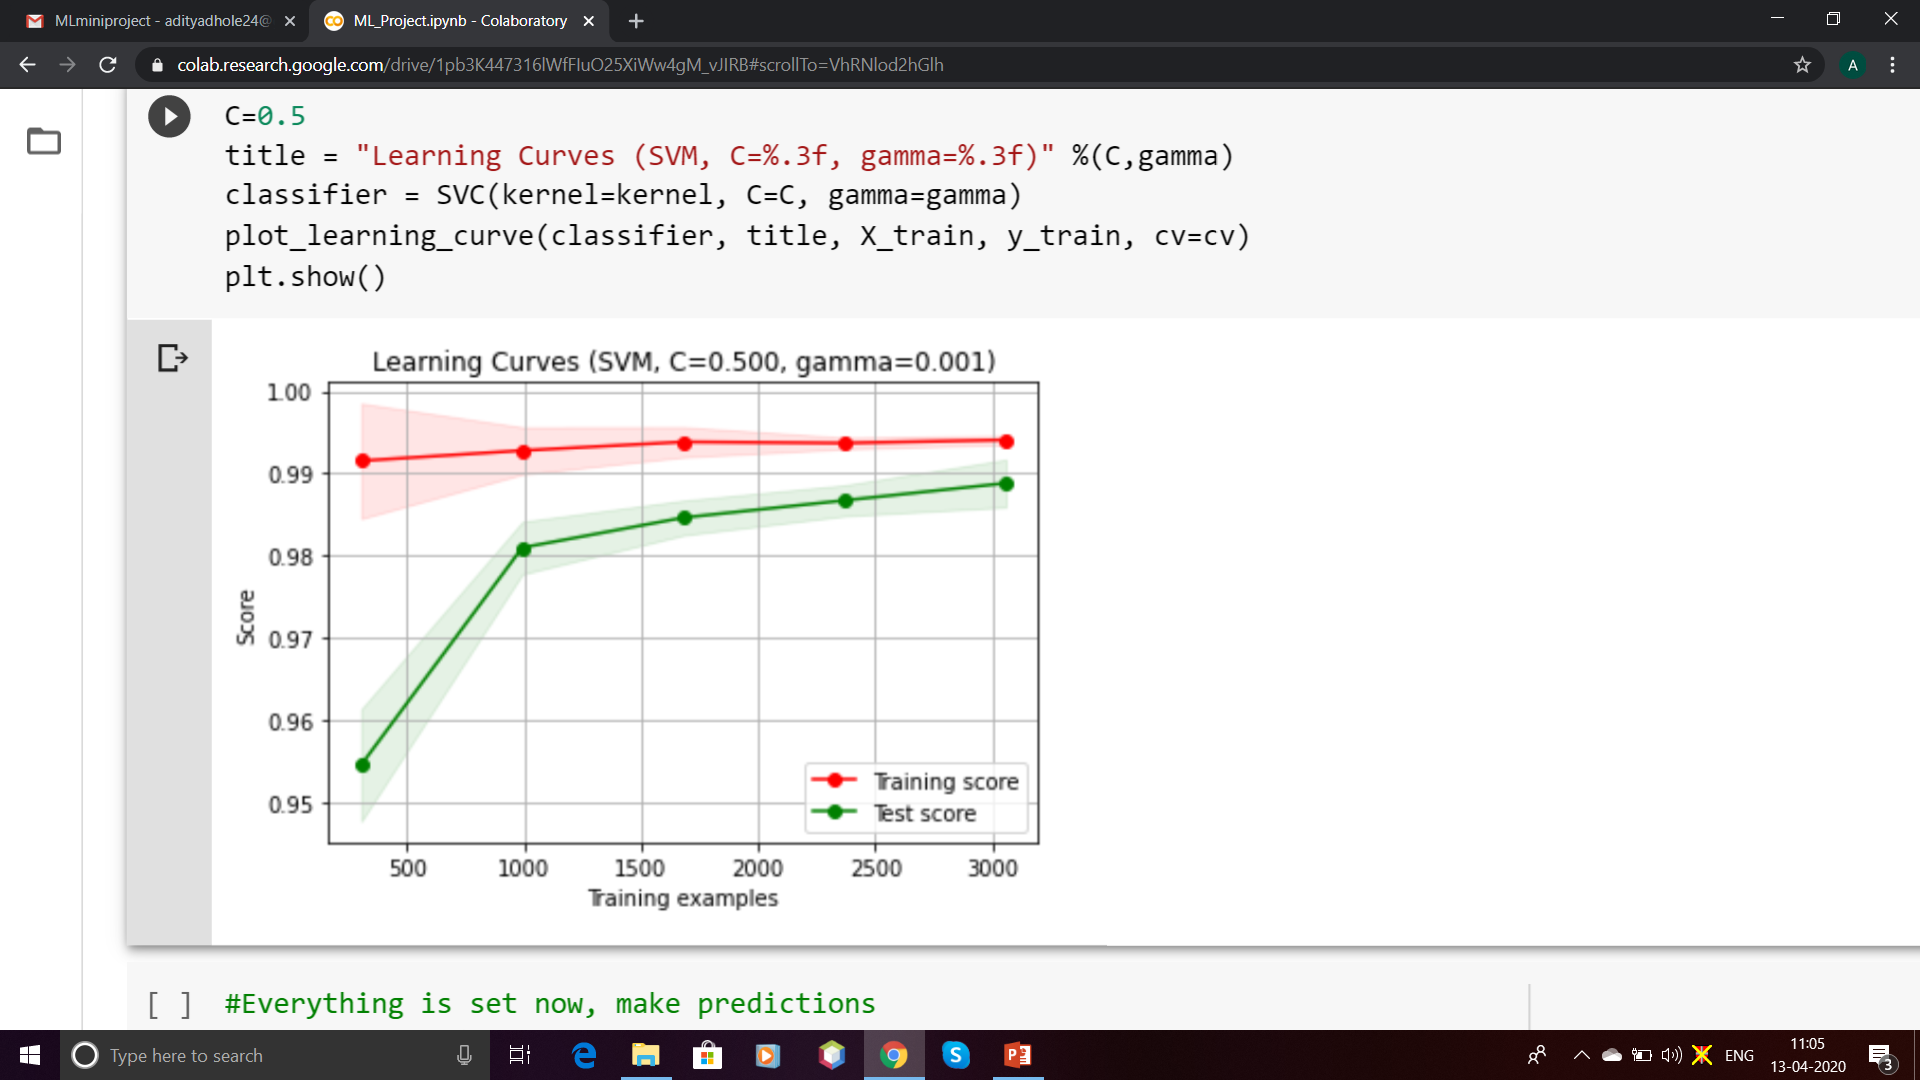 MLminiproject - adityadhole24@
ML_Project.ipynb - Colaboratory
colab.research.google.com/drive/1pb3K447316lWfFIuO25XiWw4gM_vJIRB#scrollTo=VhRNlod2hGlh
A
C=0.5
title = "Learning Curves (SVM, C=%.3f, gamma=%.3f)" %(C,gamma)
classifier = SVC(kernel=kernel, C=C, gamma=gamma)
plot_learning_curve(classifier, title, X_train, y_train, cv=cv)
plt.show()
Learning Curves (SVM, C=0.500, gamma=0.001)
1.00
0.99
0.98
0.97
0.96
0.95
Score
Training score
Test score
500 1000 1500 2000 2500 3000
Training examples
[ ] #Everything is set now, make predictions
Type here to search
ENG
11:05
13-04-2020
3